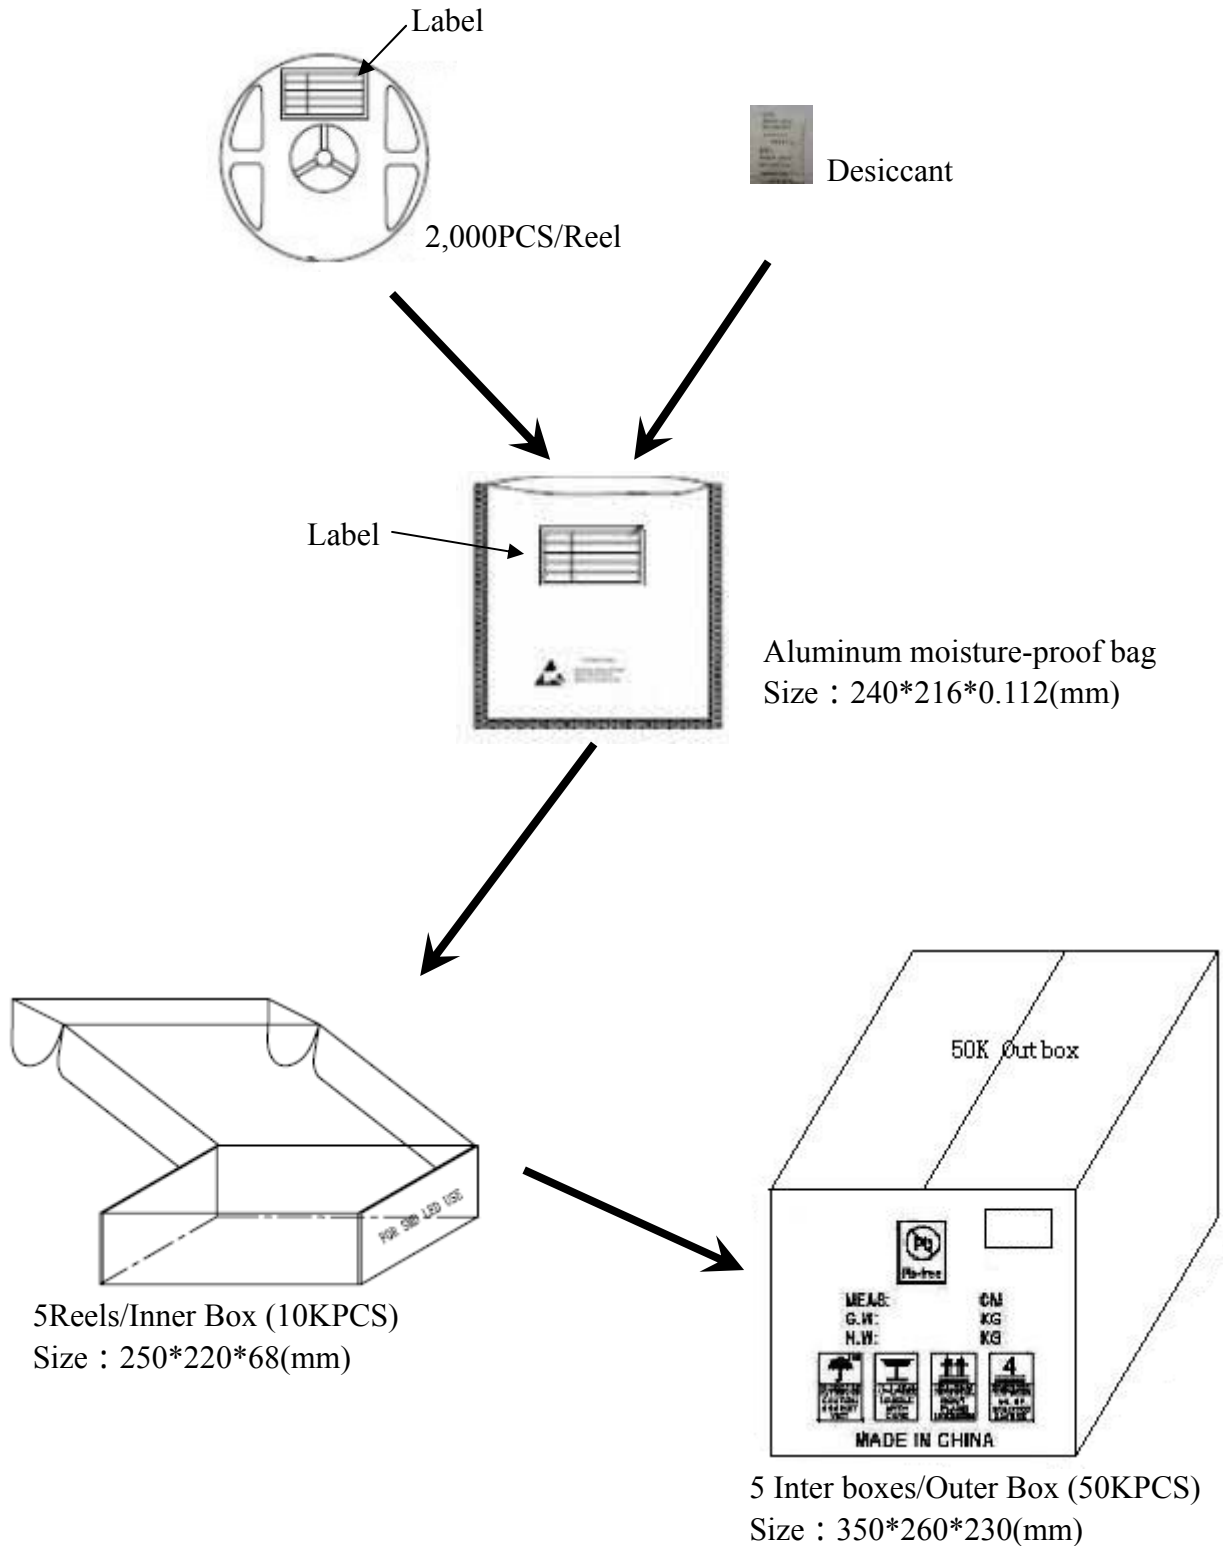 Label
Desiccant
2,000PCS/Reel
Label
Aluminum moisture-proof bag
Size：240*216*0.112(mm)
50K Outbox
FOR SMD LED USE
Pb
Pb-free
MEAS: CM
G.W: KG
N.W: KG
4
MADE IN CHINA
5Reels/Inner Box (10KPCS)
Size：250*220*68(mm)
5 Inter boxes/Outer Box (50KPCS)
Size：350*260*230(mm)